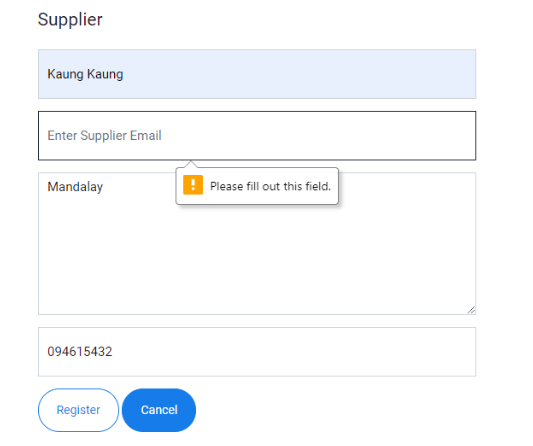 Supplier
Kaung Kaung
Enter Supplier Email
Please fill out this field.
Mandalay
094615432
Register
Cancel